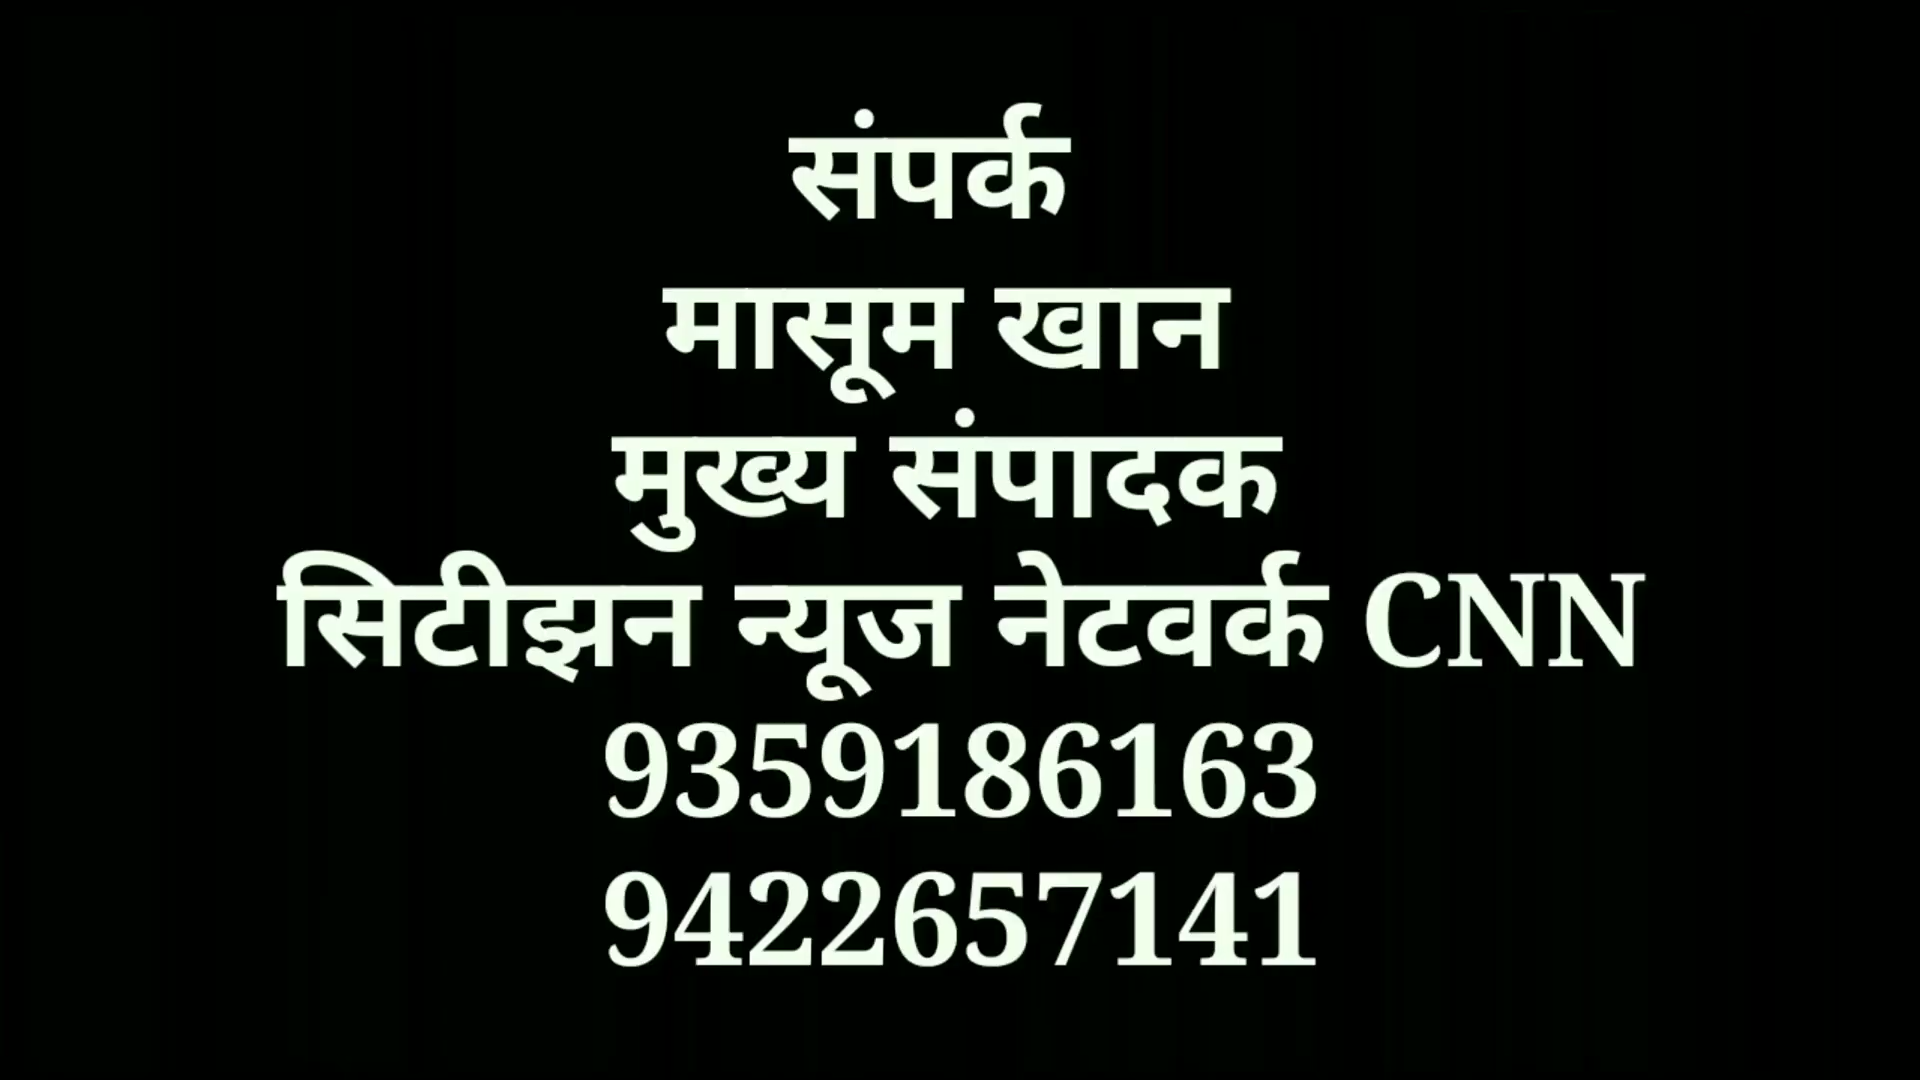 संपर्क
मासूम खान
मुख्य संपादक
सिटीझन न्यूज नेटवर्क CNN
9359186163
9422657141